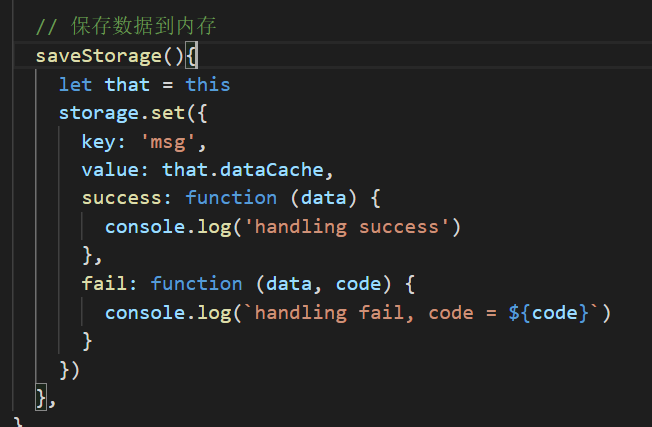 // 保存数据到内存
saveStorage(){
let that = this
storage.set({
key: 'msg',
value: that.dataCache,
success: function (data) {
console.log('handling success')
},
fail: function (data, code) {
console.log(`handling fail, code = ${code}`)
}
})
},
}